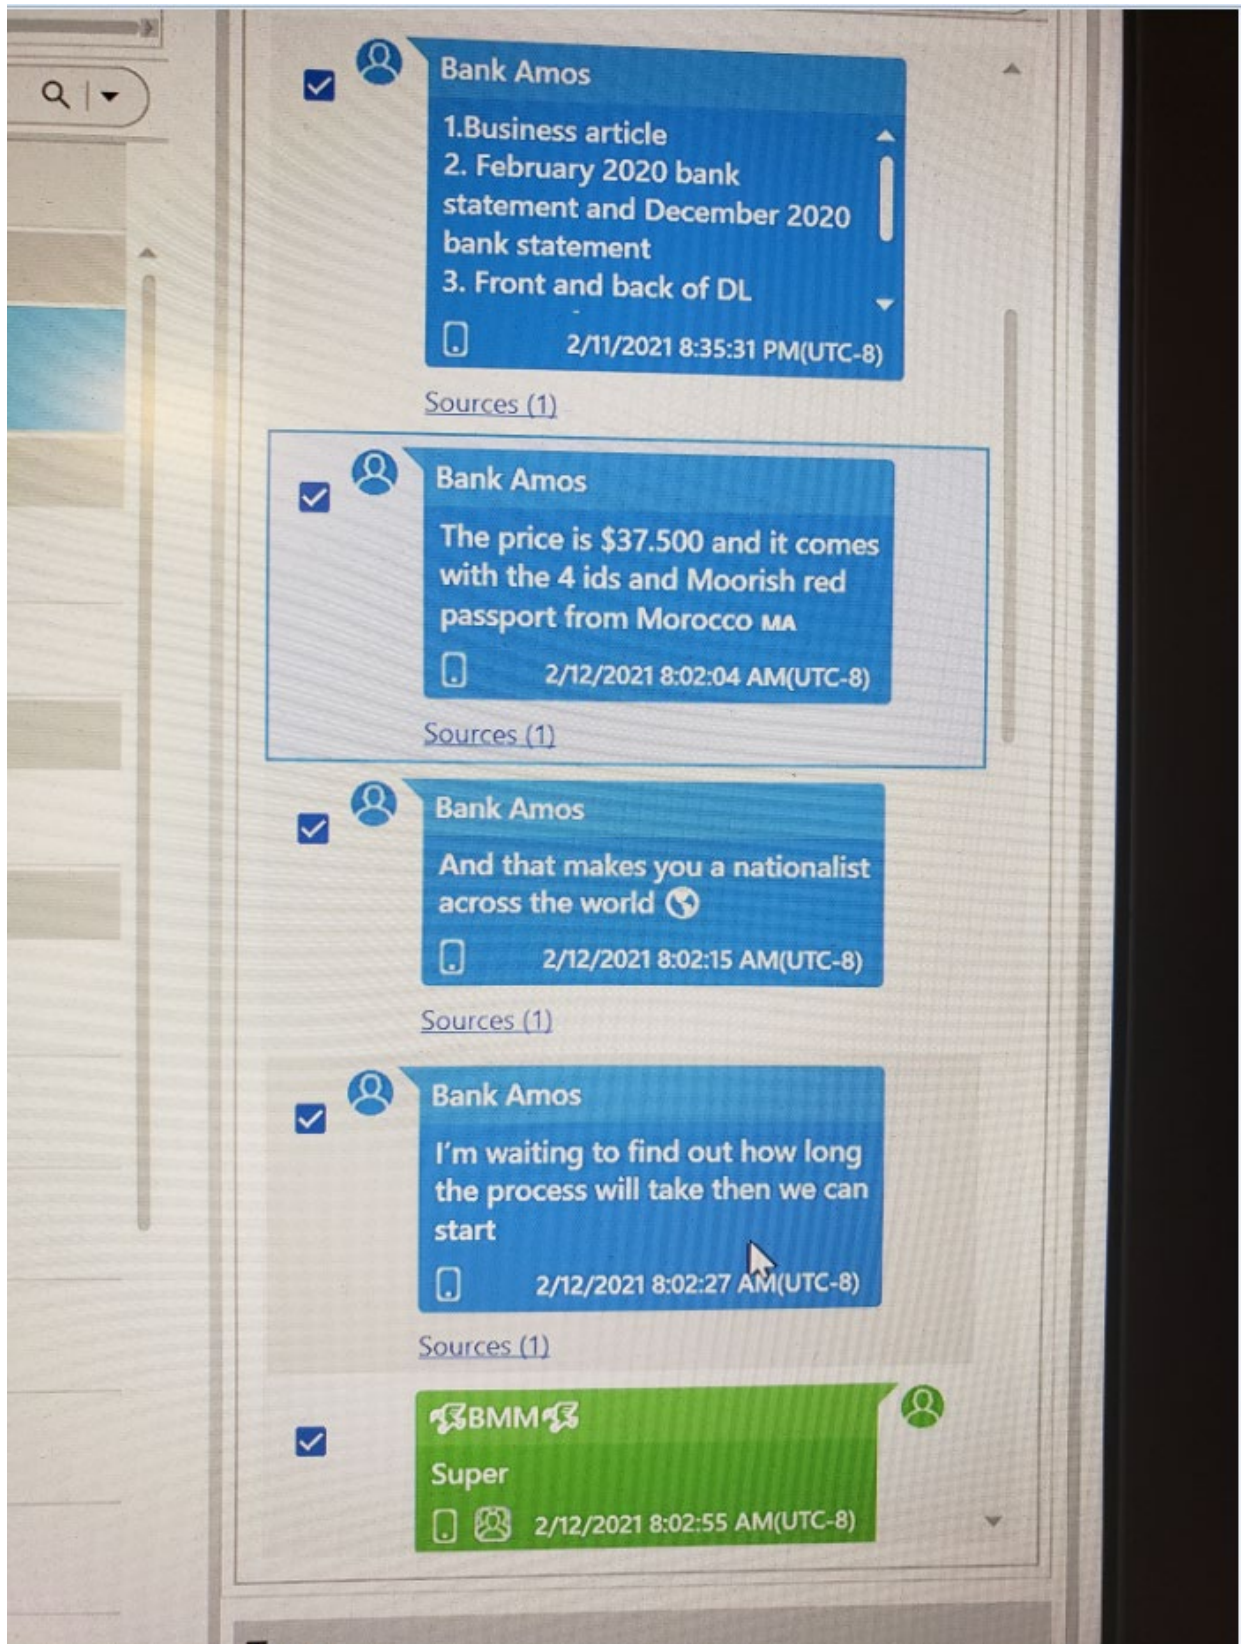 Bank Amos
1.Business article
2. February 2020 bank
statement and December 2020
bank statement
3. Front and back of DL
2/11/2021 8:35:31 PM(UTC-8)
Sources (1)
Bank Amos
The price is $37.500 and it comes
with the 4 ids and Moorish red
passport from Morocco MA
2/12/2021 8:02:04 AM(UTC-8)
Sources (1)
Bank Amos
And that makes you a nationalist
across the world 🌎
2/12/2021 8:02:15 AM(UTC-8)
Sources (1)
Bank Amos
I'm waiting to find out how long
the process will take then we can
start
2/12/2021 8:02:27 AM(UTC-8)
Sources (1)
💸BMM💸
Super
2/12/2021 8:02:55 AM(UTC-8)